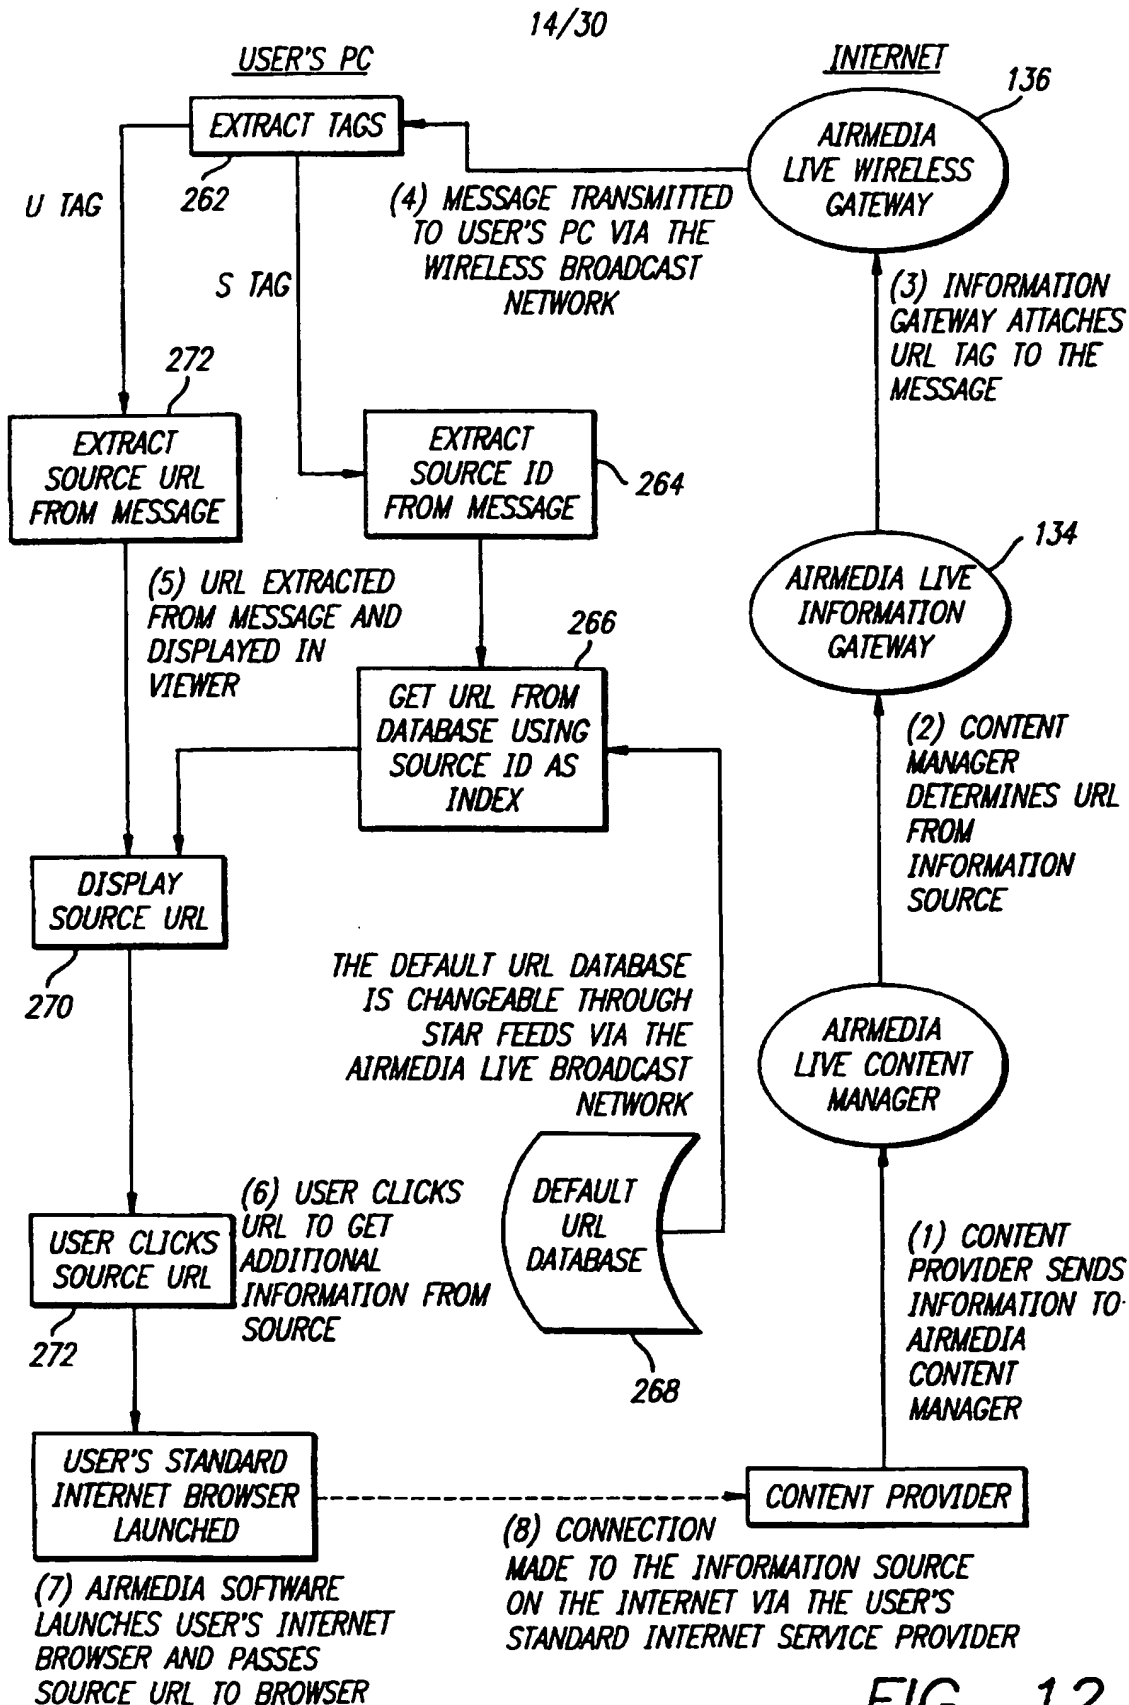 14/30
USER'S PC
INTERNET
136
EXTRACT TAGS
262
U TAG
S TAG
AIRMEDIA
LIVE WIRELESS
GATEWAY
(4) MESSAGE TRANSMITTED
TO USER'S PC VIA THE
WIRELESS BROADCAST
NETWORK
(3) INFORMATION
GATEWAY ATTACHES
URL TAG TO THE
MESSAGE
272
EXTRACT
SOURCE URL
FROM MESSAGE
EXTRACT
SOURCE ID
FROM MESSAGE
264
134
AIRMEDIA LIVE
INFORMATION
GATEWAY
(5) URL EXTRACTED
FROM MESSAGE AND
DISPLAYED IN
VIEWER
266
GET URL FROM
DATABASE USING
SOURCE ID AS
INDEX
(2) CONTENT
MANAGER
DETERMINES URL
FROM
INFORMATION
SOURCE
DISPLAY
SOURCE URL
270
THE DEFAULT URL DATABASE
IS CHANGEABLE THROUGH
STAR FEEDS VIA THE
AIRMEDIA LIVE BROADCAST
NETWORK
AIRMEDIA
LIVE CONTENT
MANAGER
DEFAULT
URL
DATABASE
268
(6) USER CLICKS
URL TO GET
ADDITIONAL
INFORMATION FROM
SOURCE
USER CLICKS
SOURCE URL
272
(1) CONTENT
PROVIDER SENDS
INFORMATION TO
AIRMEDIA
CONTENT
MANAGER
USER'S STANDARD
INTERNET BROWSER
LAUNCHED
CONTENT PROVIDER
(8) CONNECTION
MADE TO THE INFORMATION SOURCE
ON THE INTERNET VIA THE USER'S
STANDARD INTERNET SERVICE PROVIDER
(7) AIRMEDIA SOFTWARE
LAUNCHES USER'S INTERNET
BROWSER AND PASSES
SOURCE URL TO BROWSER
FIG. 12